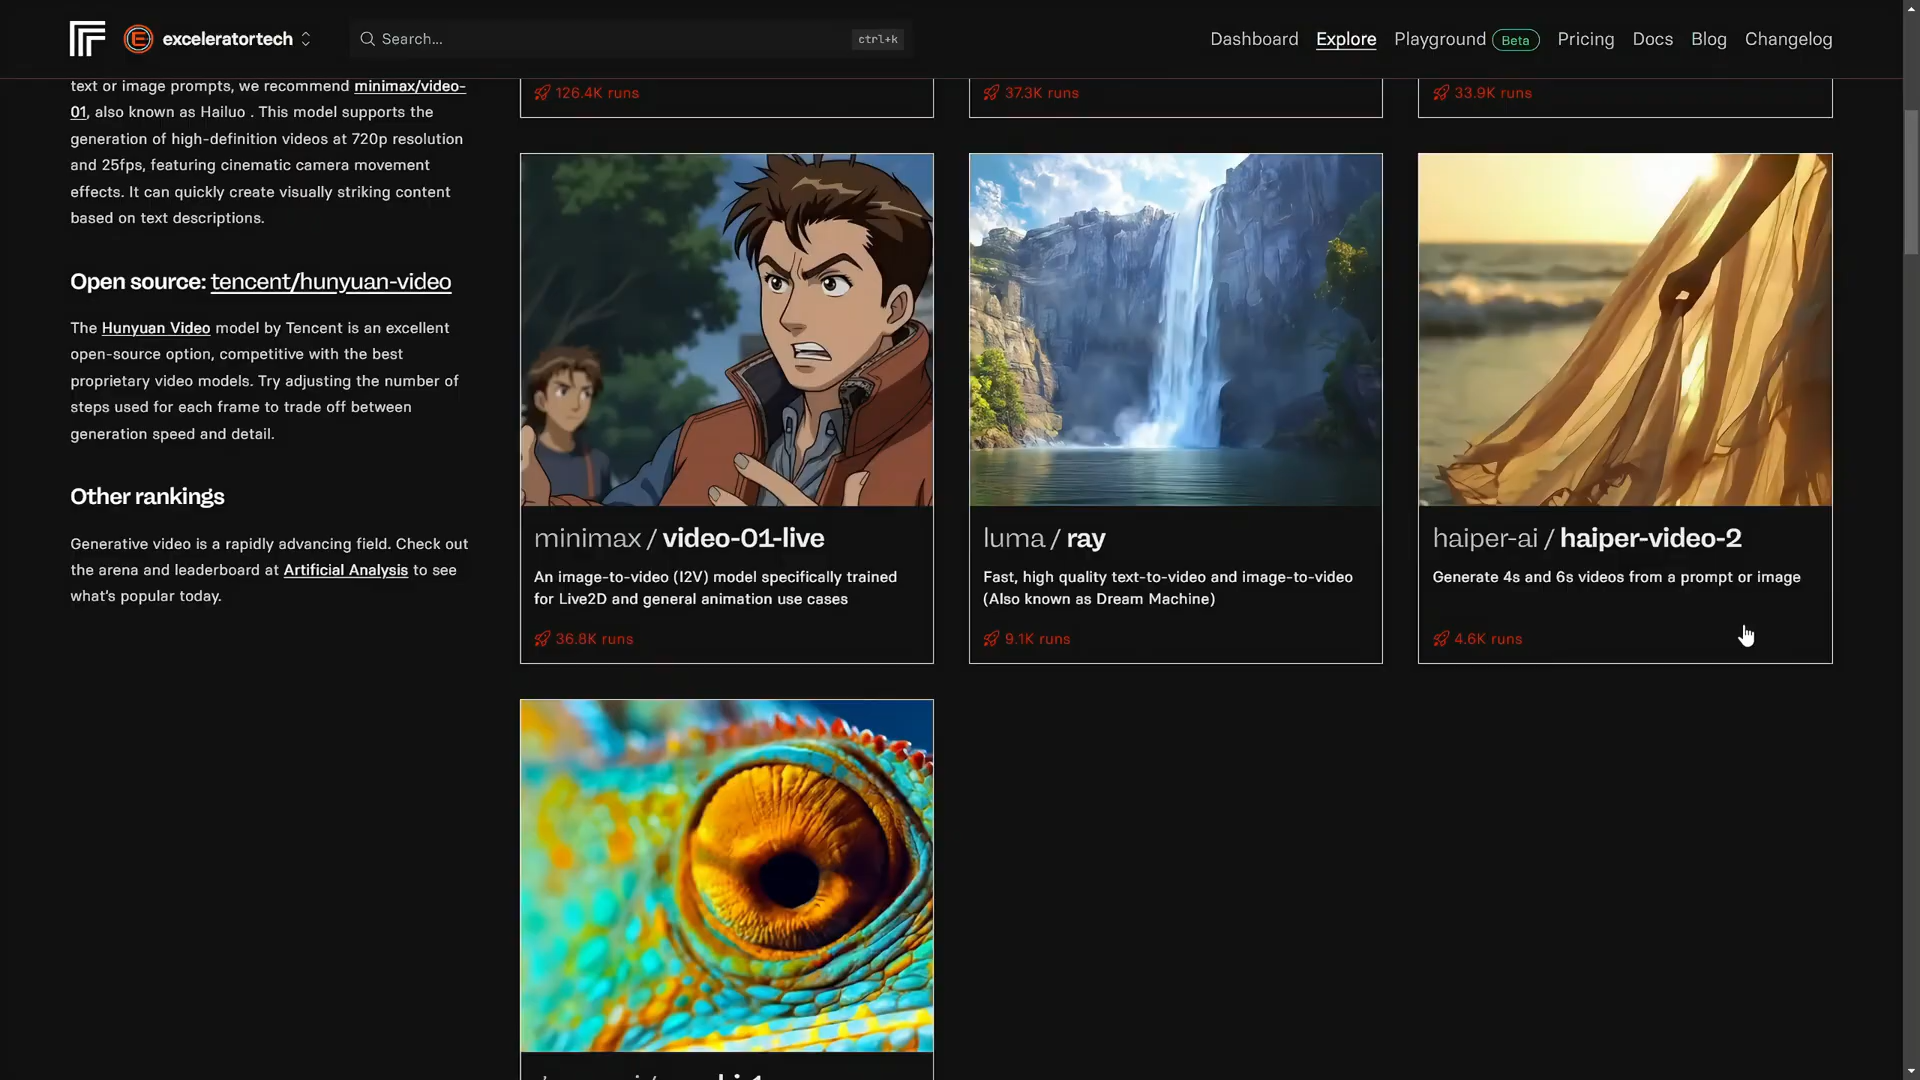 exceleratortech
Search...
ctrl+k
Dashboard
Explore
Playground
Beta
Pricing
Docs
Blog
Changelog
text or image prompts, we recommend minimax/video-
01, also known as Hailuo . This model supports the
generation of high-definition videos at 720p resolution
and 25fps, featuring cinematic camera movement
effects. It can quickly create visually striking content
based on text descriptions.
Open source: tencent/hunyuan-video
The Hunyuan Video model by Tencent is an excellent
open-source option, competitive with the best
proprietary video models. Try adjusting the number of
steps used for each frame to trade off between
generation speed and detail.
Other rankings
Generative video is a rapidly advancing field. Check out
the arena and leaderboard at Artificial Analysis to see
what's popular today.
126.4K runs
37.3K runs
33.9K runs
minimax / video-01-live
An image-to-video (I2V) model specifically trained
for Live2D and general animation use cases
36.8K runs
luma / ray
Fast, high quality text-to-video and image-to-video
(Also known as Dream Machine)
9.1K runs
haiper-ai / haiper-video-2
Generate 4s and 6s videos from a prompt or image
4.6K runs